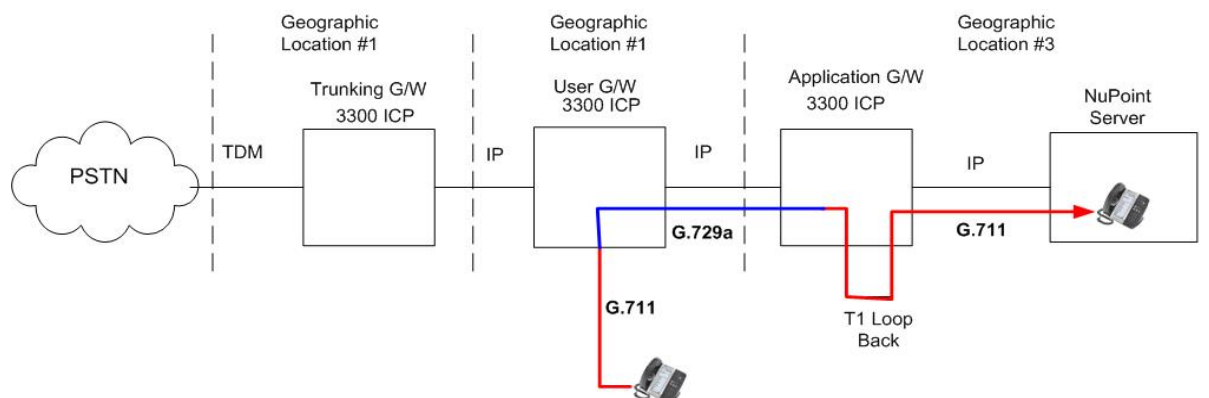 Geographic
Location #1
Geographic
Location #1
Geographic
Location #3
Trunking G/W
3300 ICP
User G/W
3300 ICP
Application G/W
3300 ICP
NuPoint
Server
PSTN
TDM
IP
IP
IP
G.729a
G.711
G.711
T1 Loop
Back